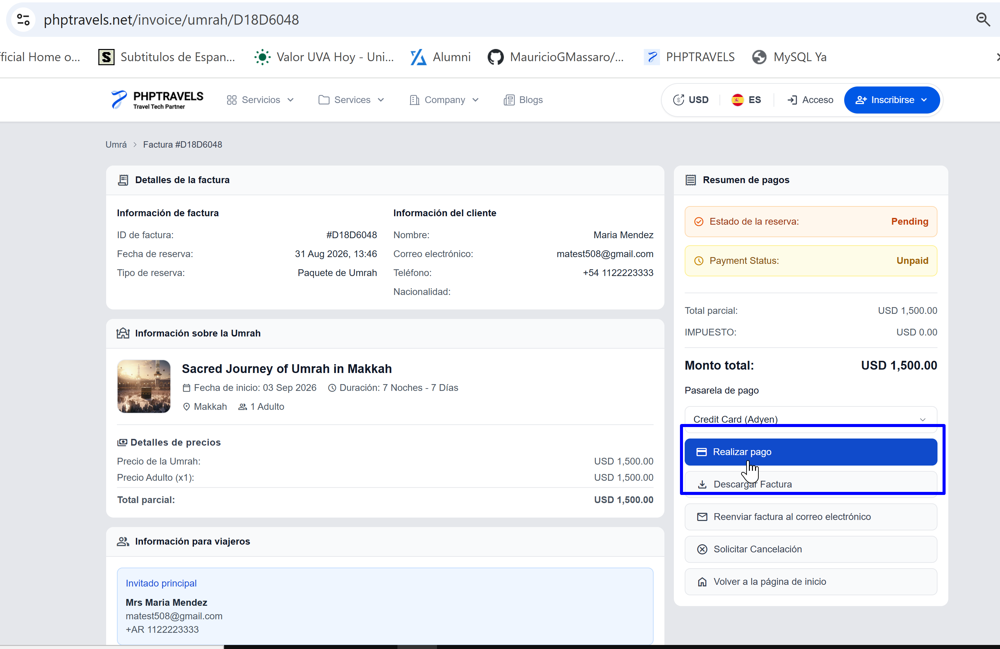 phptravels.net/invoice/umrah/D18D6048
ficial Home o...
Subtitulos de Espan...
Valor UVA Hoy - Uni...
Alumni
MauricioGMassaro/...
PHPTRAVELS
MySQL Ya
PHPTRAVELS
Travel Tech Partner
Servicios
Services
Company
Blogs
USD
ES
Acceso
Inscribirse
Umrá > Factura #D18D6048
Detalles de la factura
Información de factura
ID de factura: #D18D6048
Fecha de reserva: 31 Aug 2026, 13:46
Tipo de reserva: Paquete de Umrah
Información del cliente
Nombre: Maria Mendez
Correo electrónico: matest508@gmail.com
Teléfono: +54 1122223333
Nacionalidad:
Información sobre la Umrah
Sacred Journey of Umrah in Makkah
Fecha de inicio: 03 Sep 2026 Duración: 7 Noches - 7 Días
Makkah 1 Adulto
Detalles de precios
Precio de la Umrah: USD 1,500.00
Precio Adulto (x1): USD 1,500.00
Total parcial: USD 1,500.00
Información para viajeros
Invitado principal
Mrs Maria Mendez
matest508@gmail.com
+AR 1122223333
Resumen de pagos
Estado de la reserva: Pending
Payment Status: Unpaid
Total parcial: USD 1,500.00
IMPUESTO: USD 0.00
Monto total: USD 1,500.00
Pasarela de pago
Credit Card (Adyen)
Realizar pago
Descargar Factura
Reenviar factura al correo electrónico
Solicitar Cancelación
Volver a la página de inicio